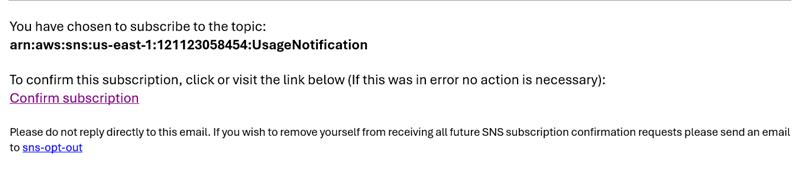 You have chosen to subscribe to the topic:
arn:aws:sns:us-east-1:121123058454:UsageNotification
To confirm this subscription, click or visit the link below (If this was in error no action is necessary):
Confirm subscription
Please do not reply directly to this email. If you wish to remove yourself from receiving all future SNS subscription confirmation requests please send an email
to sns-opt-out